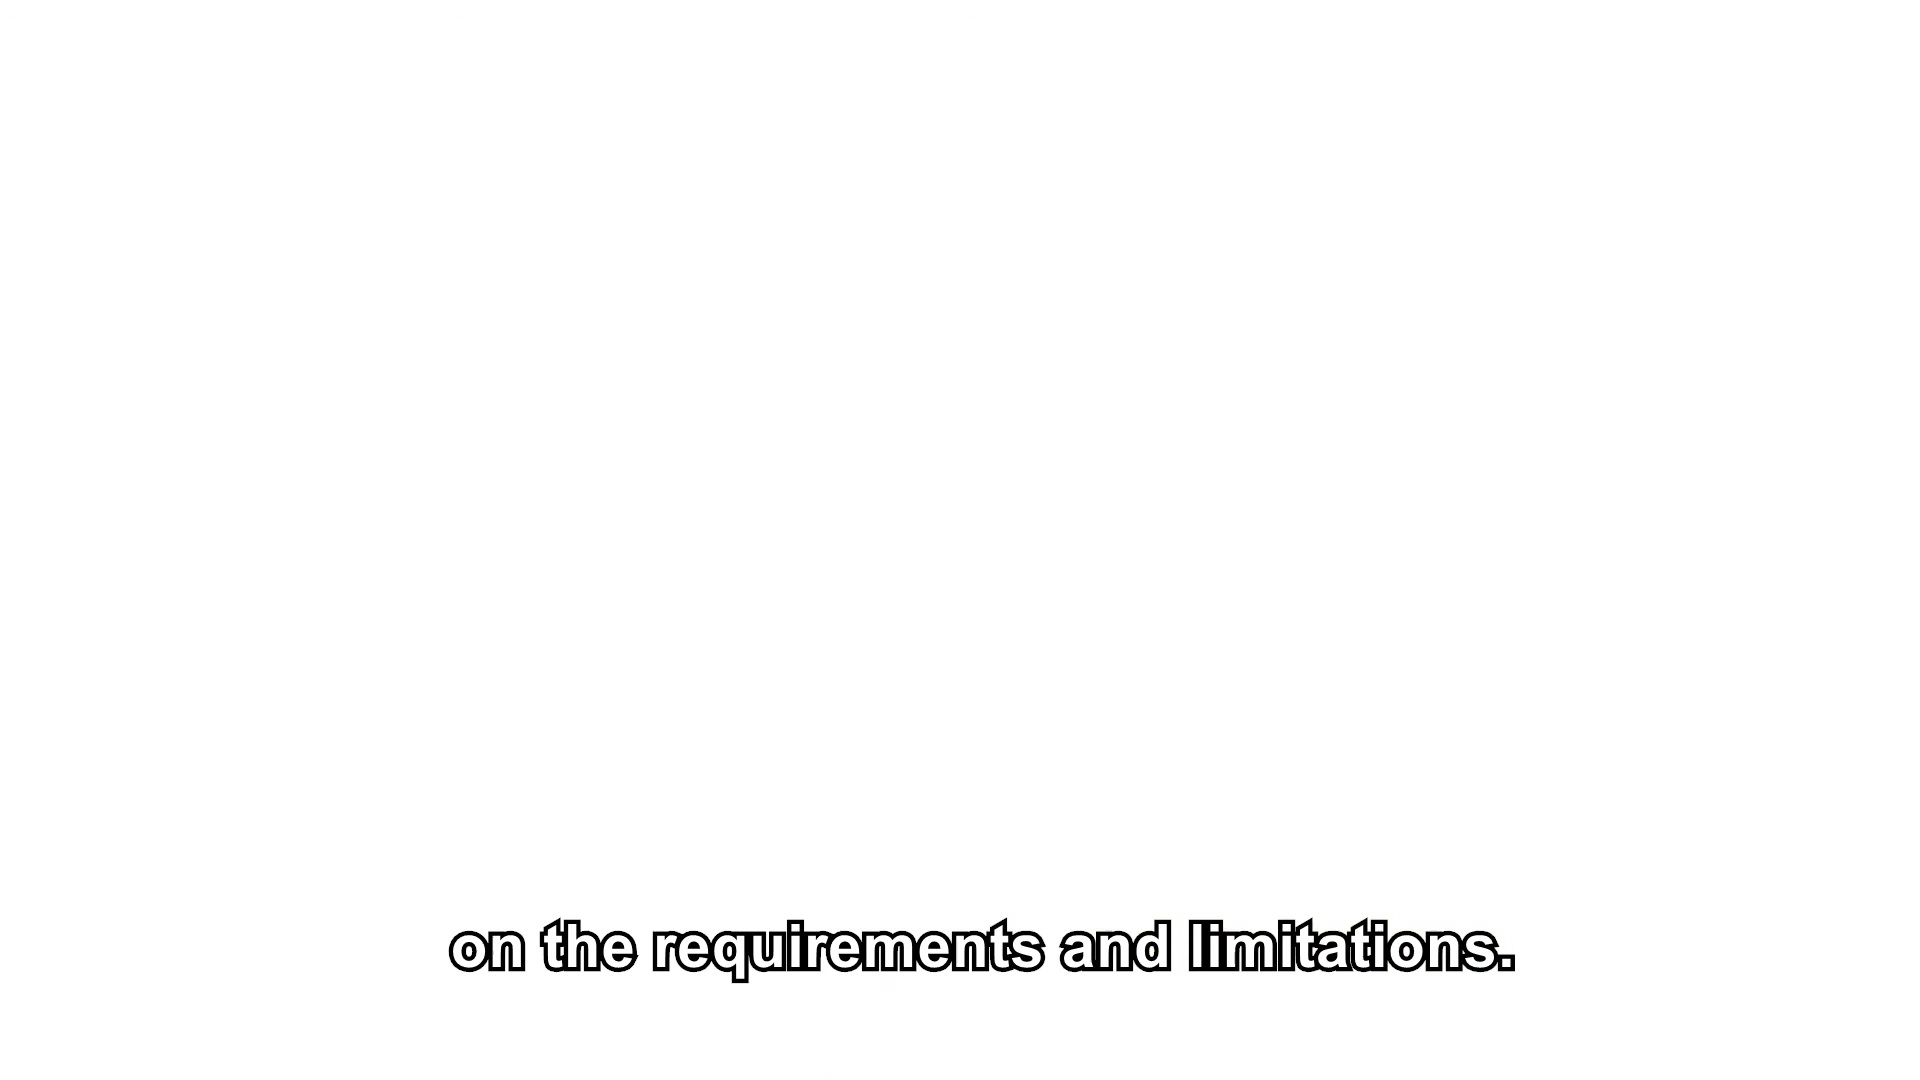 on the requirements and limitations.